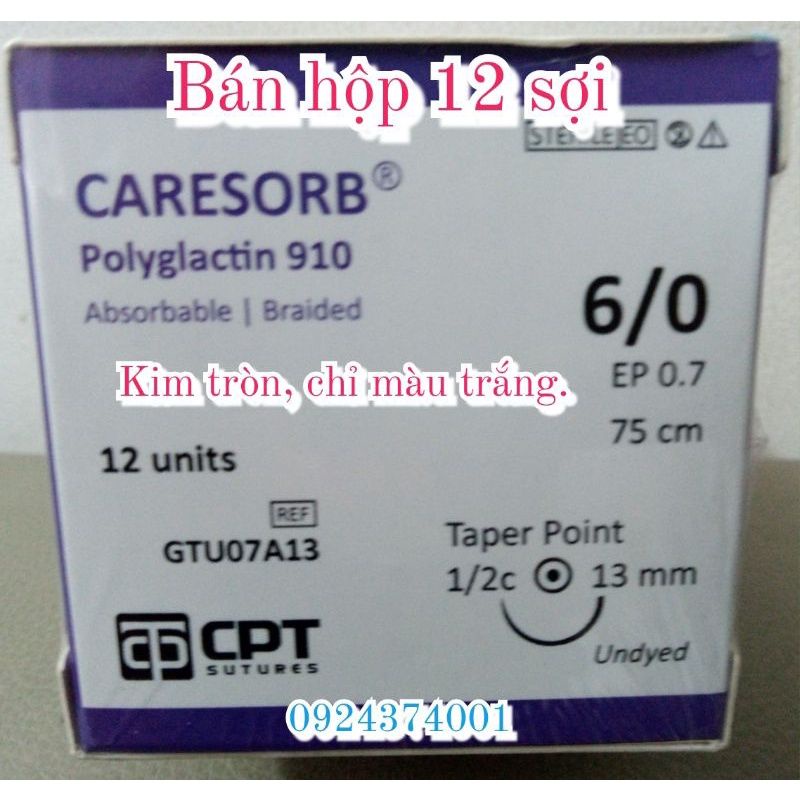 Bán hộp 12 sợi
STERILE EO
CARESORB®
Polyglactin 910
Absorbable | Braided
6/0
Kim tròn, chỉ màu trắng.
EP 0.7
75 cm
12 units
REF
GTU07A13
Taper Point
1/2c 13 mm
Undyed
CPT
SUTURES
0924374001